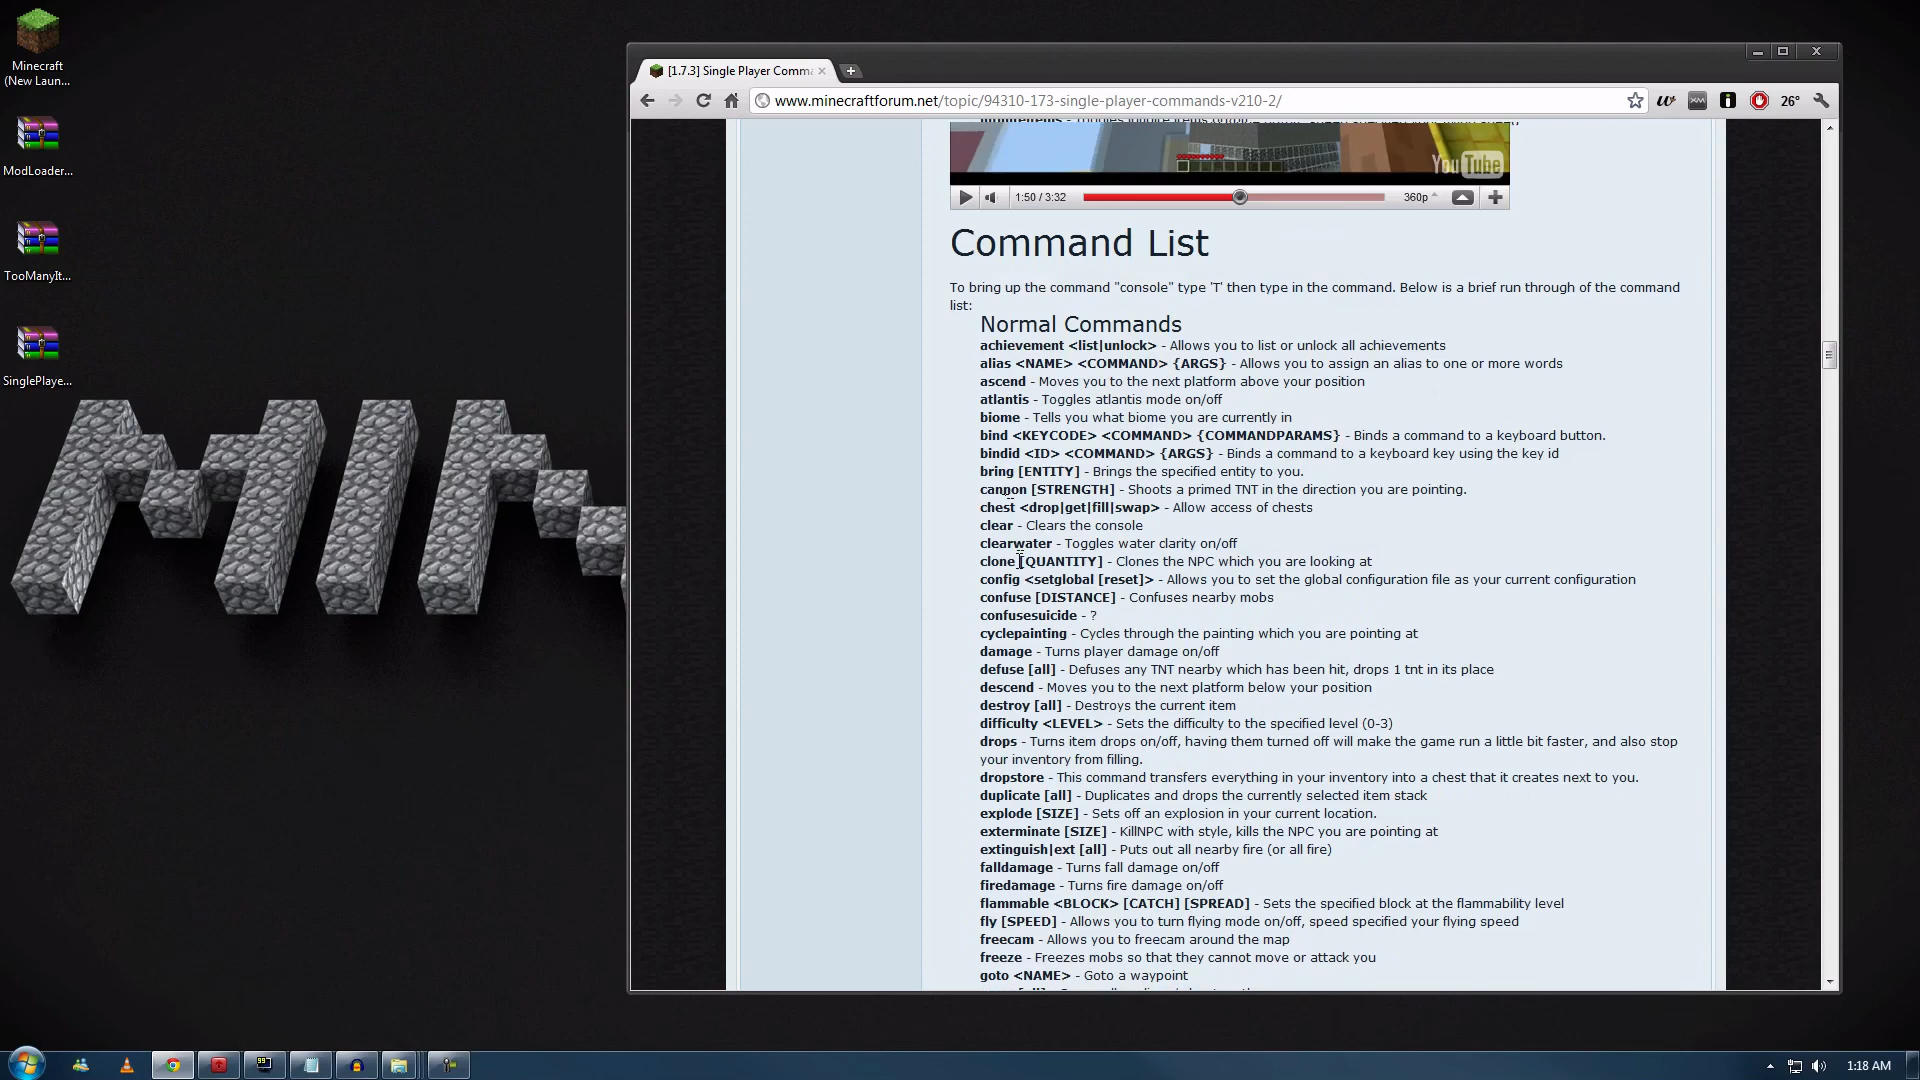 Minecraft
(New Laun...
ModLoader...
TooManyIt...
SinglePlaye...
[1.7.3] Single Player Comma
www.minecraftforum.net/topic/94310-173-single-player-commands-v210-2/
26°
YouTube
1:50 / 3:32
360p
Command List
To bring up the command "console" type 'T' then type in the command. Below is a brief run through of the command
list:
Normal Commands
achievement <list|unlock> - Allows you to list or unlock all achievements
alias <NAME> <COMMAND> {ARGS} - Allows you to assign an alias to one or more words
ascend - Moves you to the next platform above your position
atlantis - Toggles atlantis mode on/off
biome - Tells you what biome you are currently in
bind <KEYCODE> <COMMAND> {COMMANDPARAMS} - Binds a command to a keyboard button.
bindid <ID> <COMMAND> {ARGS} - Binds a command to a keyboard key using the key id
bring [ENTITY] - Brings the specified entity to you.
cannon [STRENGTH] - Shoots a primed TNT in the direction you are pointing.
chest <drop|get|fill|swap> - Allow access of chests
clear - Clears the console
clearwater - Toggles water clarity on/off
clone [QUANTITY] - Clones the NPC which you are looking at
config <setglobal [reset]> - Allows you to set the global configuration file as your current configuration
confuse [DISTANCE] - Confuses nearby mobs
confusesuicide - ?
cyclepainting - Cycles through the painting which you are pointing at
damage - Turns player damage on/off
defuse [all] - Defuses any TNT nearby which has been hit, drops 1 tnt in its place
descend - Moves you to the next platform below your position
destroy [all] - Destroys the current item
difficulty <LEVEL> - Sets the difficulty to the specified level (0-3)
drops - Turns item drops on/off, having them turned off will make the game run a little bit faster, and also stop
your inventory from filling.
dropstore - This command transfers everything in your inventory into a chest that it creates next to you.
duplicate [all] - Duplicates and drops the currently selected item stack
explode [SIZE] - Sets off an explosion in your current location.
exterminate [SIZE] - KillNPC with style, kills the NPC you are pointing at
extinguish|ext [all] - Puts out all nearby fire (or all fire)
falldamage - Turns fall damage on/off
firedamage - Turns fire damage on/off
flammable <BLOCK> [CATCH] [SPREAD] - Sets the specified block at the flammability level
fly [SPEED] - Allows you to turn flying mode on/off, speed specified your flying speed
freecam - Allows you to freecam around the map
freeze - Freezes mobs so that they cannot move or attack you
goto <NAME> - Goto a waypoint
1:18 AM